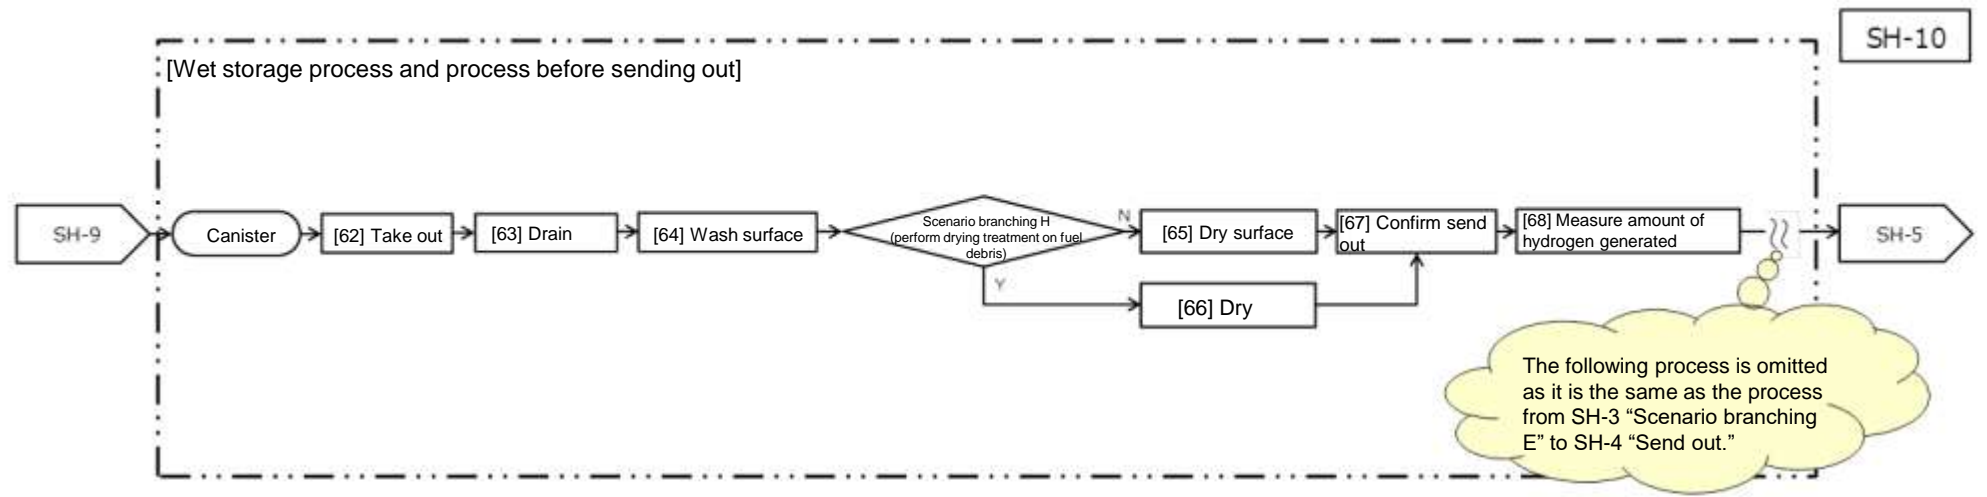 SH-10
[Wet storage process and process before sending out]
SH-9
Canister
[62] Take out
[63] Drain
[64] Wash surface
Scenario branching H
(perform drying treatment on fuel
debris)
N
Y
[65] Dry surface
[66] Dry
[67] Confirm send
out
[68] Measure amount of
hydrogen generated
SH-5
The following process is omitted
as it is the same as the process
from SH-3 “Scenario branching
E” to SH-4 “Send out.”